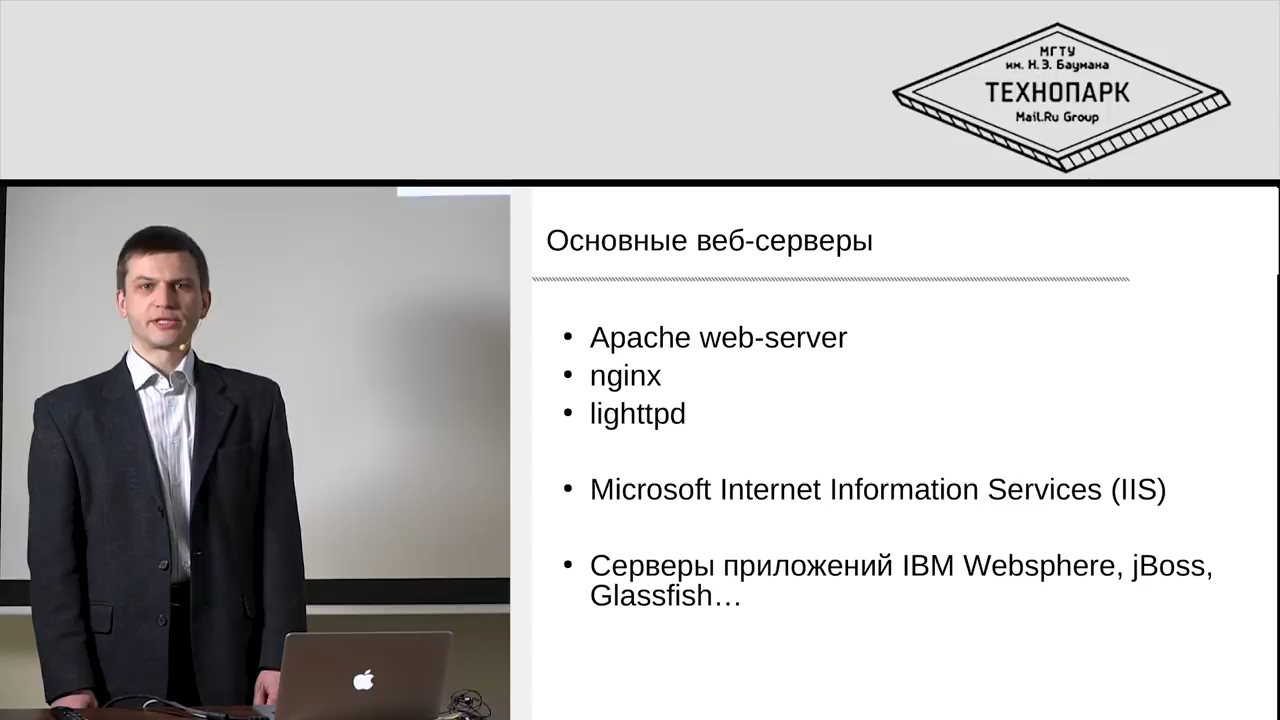 МГТУ
им. Н.Э. Баумана
ТЕХНОПАРК
Mail.Ru Group
Основные веб-серверы
• Apache web-server
• nginx
• lighttpd
• Microsoft Internet Information Services (IIS)
• Серверы приложений IBM Websphere, jBoss,
Glassfish…